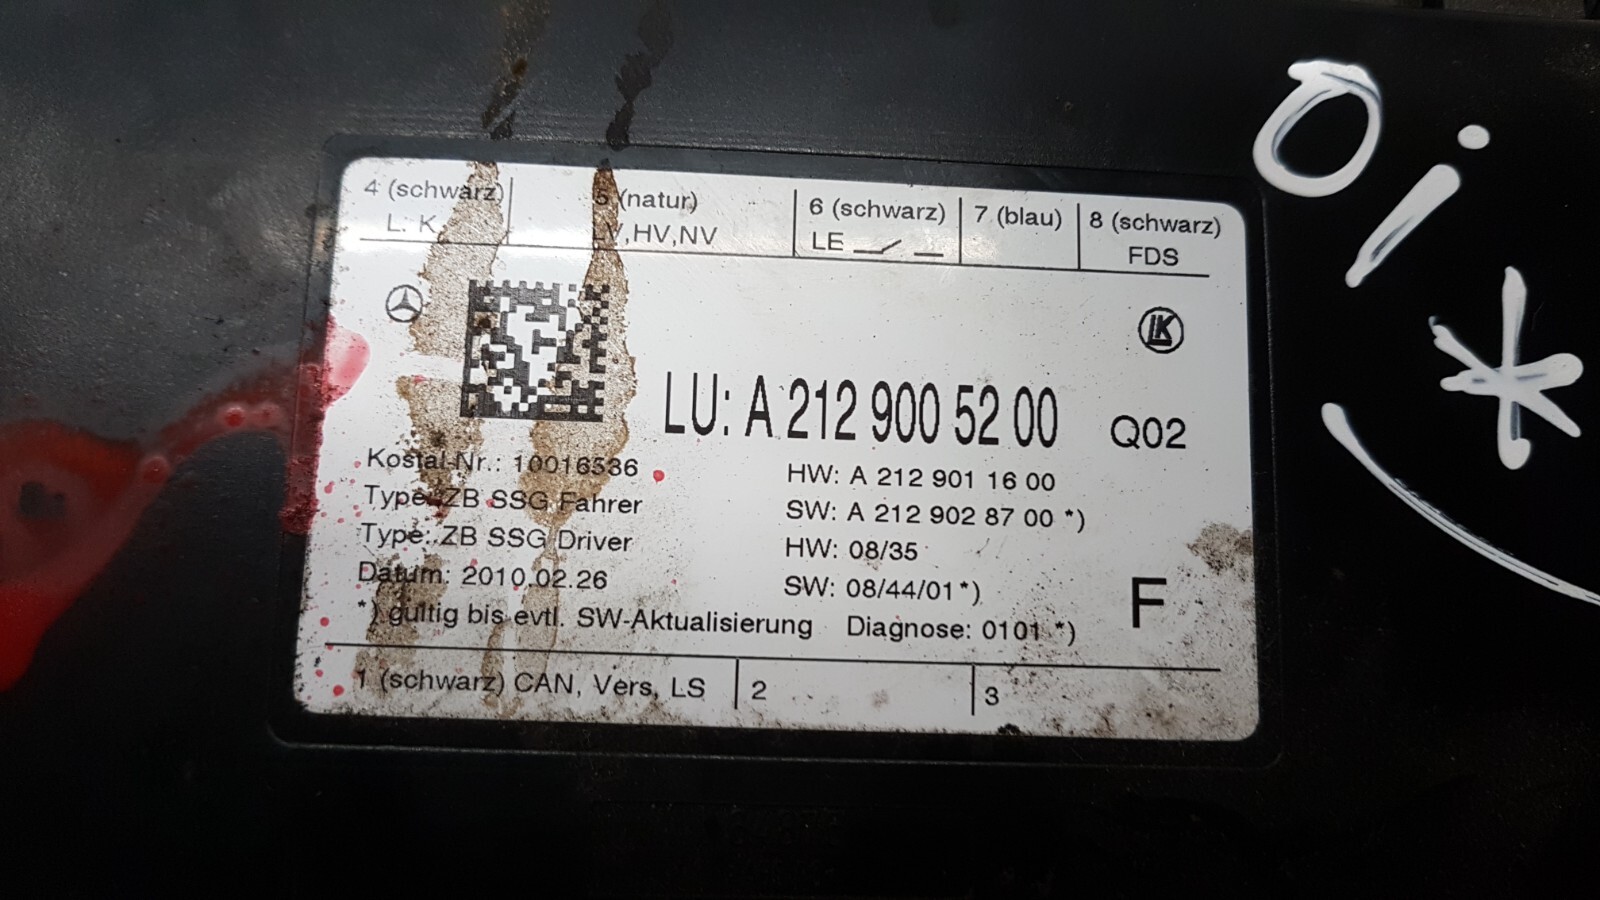 4 (schwarz) 5 (natur) 6 (schwarz) 7 (blau) 8 (schwarz)
L. K V,HV,NV LE FDS
LK
LU: A 212 900 52 00 Q02
Kostal-Nr.: 10016536 HW: A 212 901 16 00
Type: ZB SSG Fahrer SW: A 212 902 87 00 *)
Type: ZB SSG Driver HW: 08/35
Datum: 2010.02.26 SW: 08/44/01 *) F
*) gültig bis evtl. SW-Aktualisierung Diagnose: 0101 *)
1 (schwarz) CAN, Vers, LS 2 3